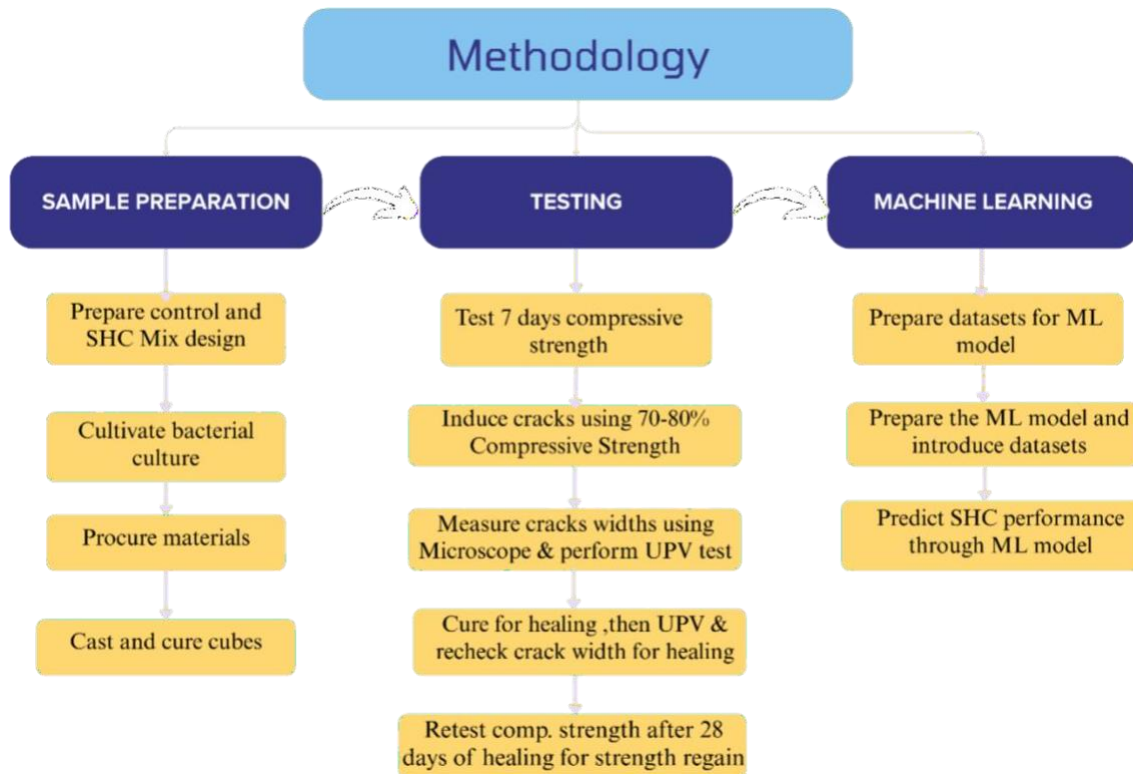 Methodology
SAMPLE PREPARATION
Prepare control and
SHC Mix design
Cultivate bacterial
culture
Procure materials
Cast and cure cubes
TESTING
Test 7 days compressive
strength
Induce cracks using 70-80%
Compressive Strength
Measure cracks widths using
Microscope & perform UPV test
Cure for healing ,then UPV &
recheck crack width for healing
Retest comp. strength after 28
days of healing for strength regain
MACHINE LEARNING
Prepare datasets for ML
model
Prepare the ML model and
introduce datasets
Predict SHC performance
through ML model